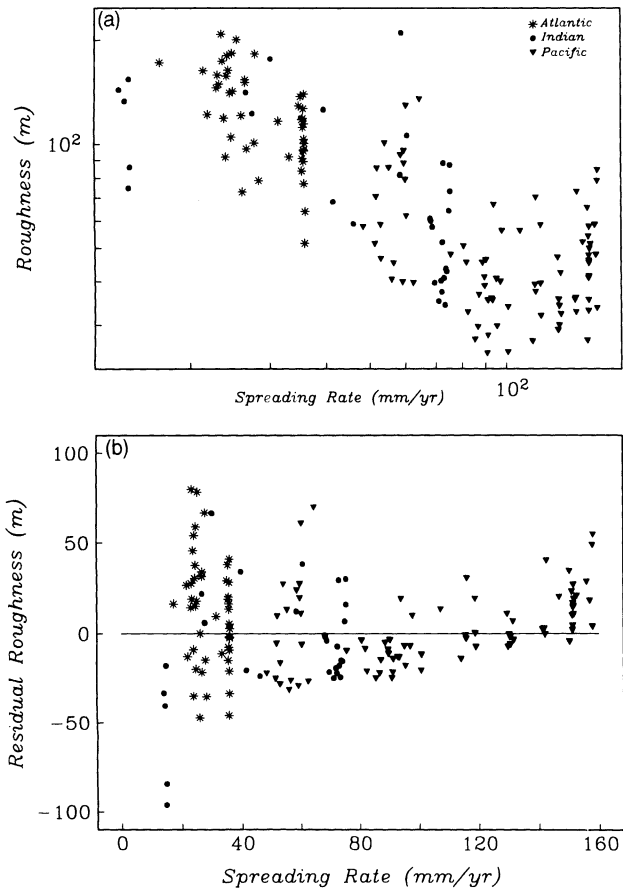 (a)
Atlantic
Indian
Pacific
Roughness (m)
10²
10²
Spreading Rate (mm/yr)
(b)
Residual Roughness (m)
100
50
0
−50
−100
0
40
80
120
160
Spreading Rate (mm/yr)